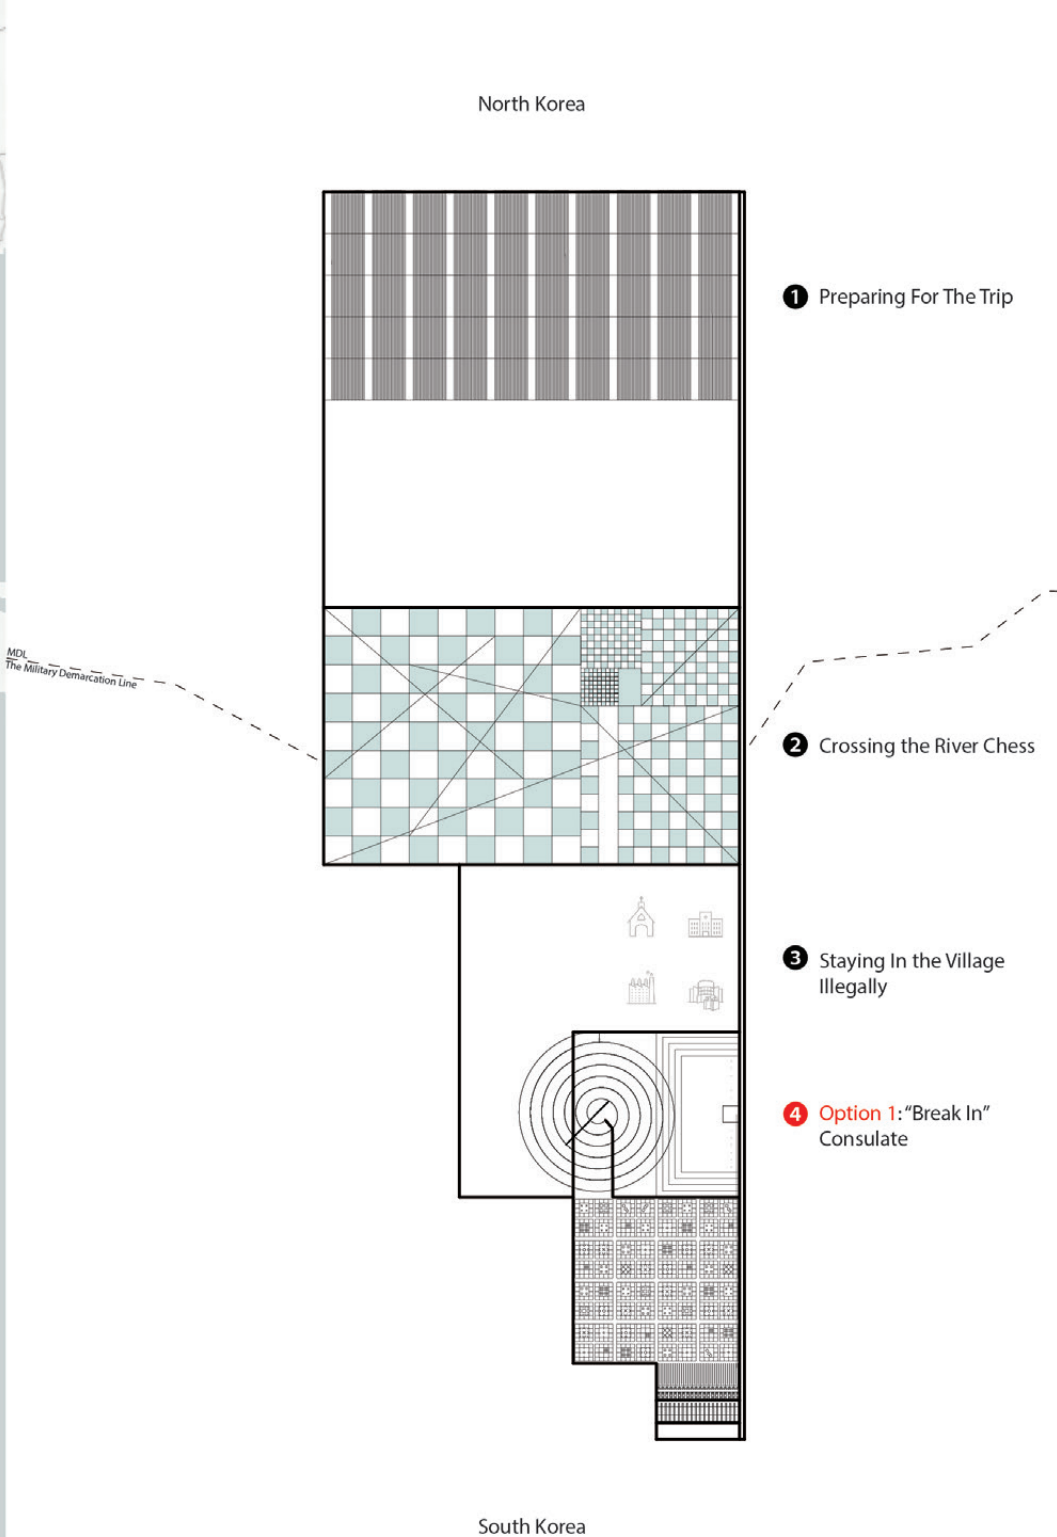 North Korea
1 Preparing For The Trip
MDL
The Military Demarcation Line
2 Crossing the River Chess
3 Staying In the Village
Illegally
4 Option 1: “Break In”
Consulate
South Korea